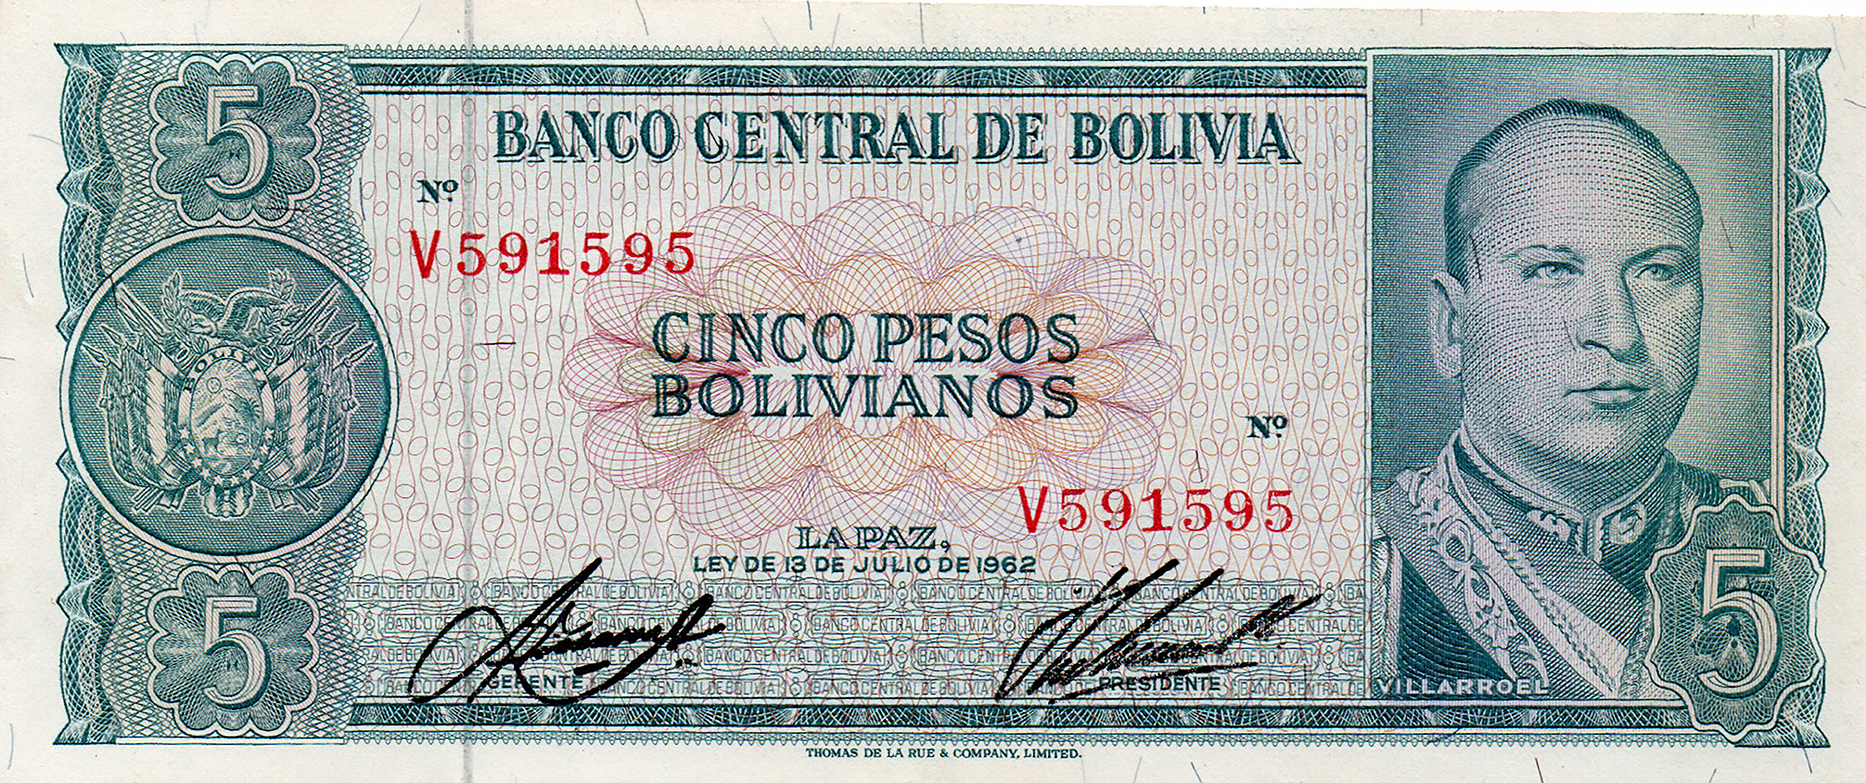 5
BANCO CENTRAL DE BOLIVIA
Nº
V591595
BOLIVIA
CINCO PESOS
BOLIVIANOS
Nº
V591595
LA PAZ,
LEY DE 13 DE JULIO DE 1962
5
GERENTE
PRESIDENTE
VILLARROEL
5
THOMAS DE LA RUE & COMPANY, LIMITED.